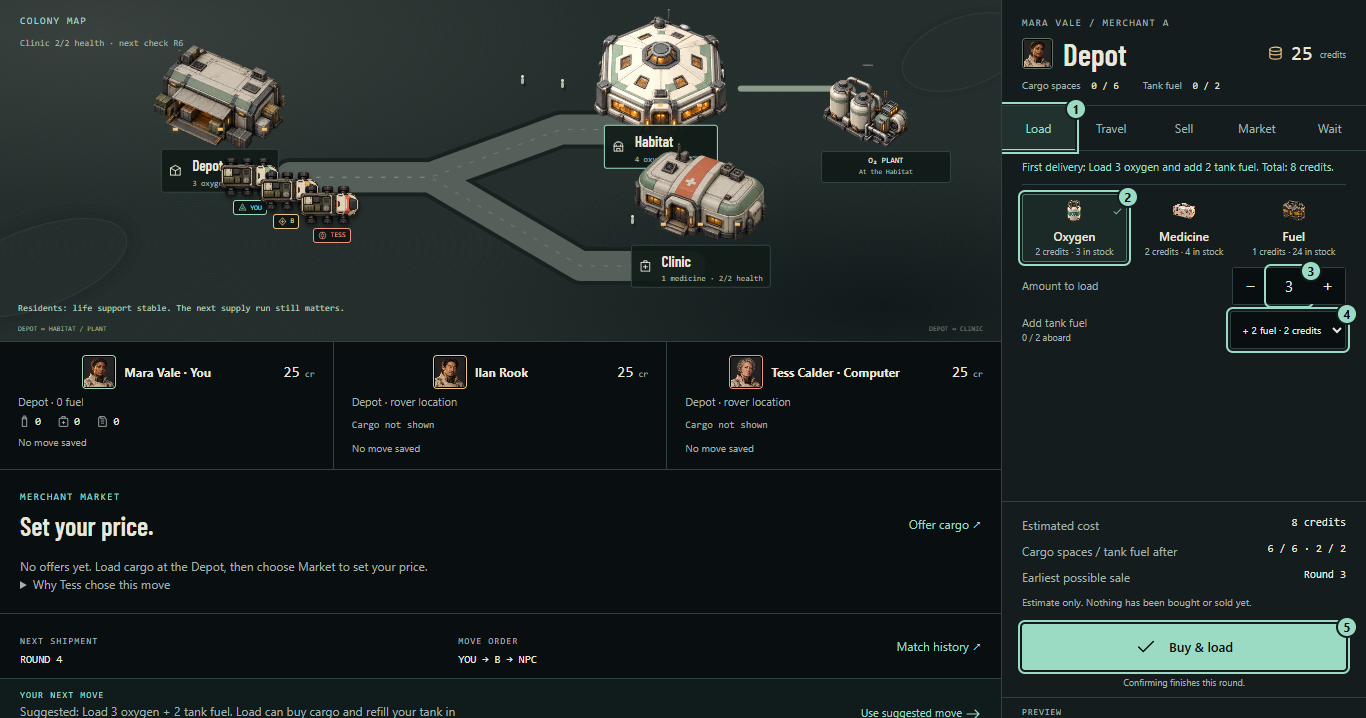 COLONY MAP
Clinic 2/2 health · next check R6
Depot
3 oxyg
YOU
B
TESS
Habitat
4 oxy
O₂ PLANT
At the Habitat
Clinic
1 medicine · 2/2 health
Residents: life support stable. The next supply run still matters.
DEPOT ↔ HABITAT / PLANT
DEPOT ↔ CLINIC
Mara Vale · You
25 cr
Depot · 0 fuel
0 0 0
No move saved
Ilan Rook
25 cr
Depot · rover location
Cargo not shown
No move saved
Tess Calder · Computer
25 cr
Depot · rover location
Cargo not shown
No move saved
MERCHANT MARKET
Set your price.
Offer cargo ↗
No offers yet. Load cargo at the Depot, then choose Market to set your price.
▶ Why Tess chose this move
NEXT SHIPMENT
ROUND 4
MOVE ORDER
YOU → B → NPC
Match history ↗
YOUR NEXT MOVE
Suggested: Load 3 oxygen + 2 tank fuel. Load can buy cargo and refill your tank in
Use suggested move →
MARA VALE / MERCHANT A
Depot
25 credits
Cargo spaces 0 / 6 Tank fuel 0 / 2
1
Load Travel Sell Market Wait
First delivery: Load 3 oxygen and add 2 tank fuel. Total: 8 credits.
2
Oxygen
2 credits · 3 in stock
Medicine
2 credits · 4 in stock
Fuel
1 credits · 24 in stock
3
Amount to load
− 3 +
4
Add tank fuel
0 / 2 aboard
+ 2 fuel · 2 credits
Estimated cost 8 credits
Cargo spaces / tank fuel after 6 / 6 · 2 / 2
Earliest possible sale Round 3
Estimate only. Nothing has been bought or sold yet.
5
Buy & load
Confirming finishes this round.
PREVIEW